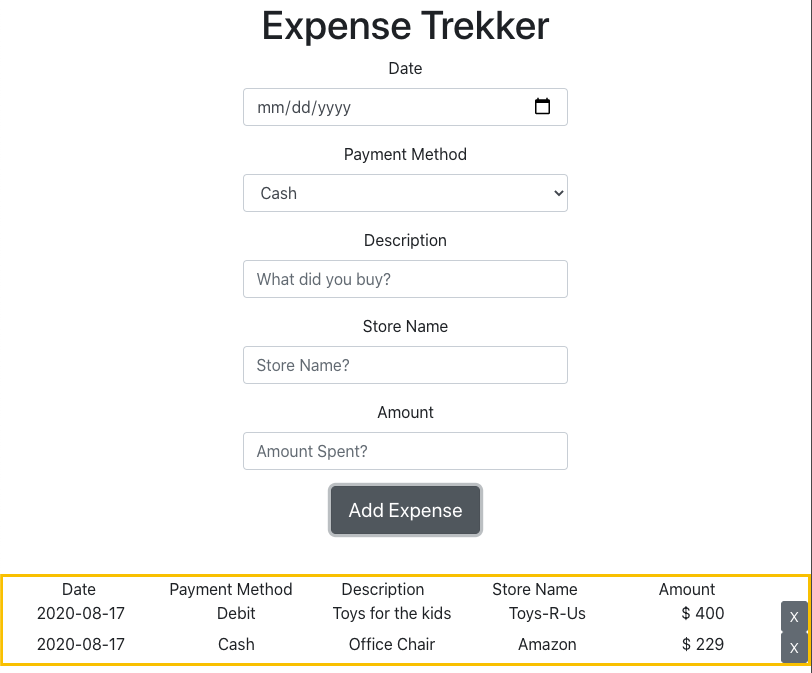 Expense Trekker
Date
mm/dd/yyyy
Payment Method
Cash
Description
What did you buy?
Store Name
Store Name?
Amount
Amount Spent?
Add Expense
Date Payment Method Description Store Name Amount
2020-08-17 Debit Toys for the kids Toys-R-Us $ 400 X
2020-08-17 Cash Office Chair Amazon $ 229 X